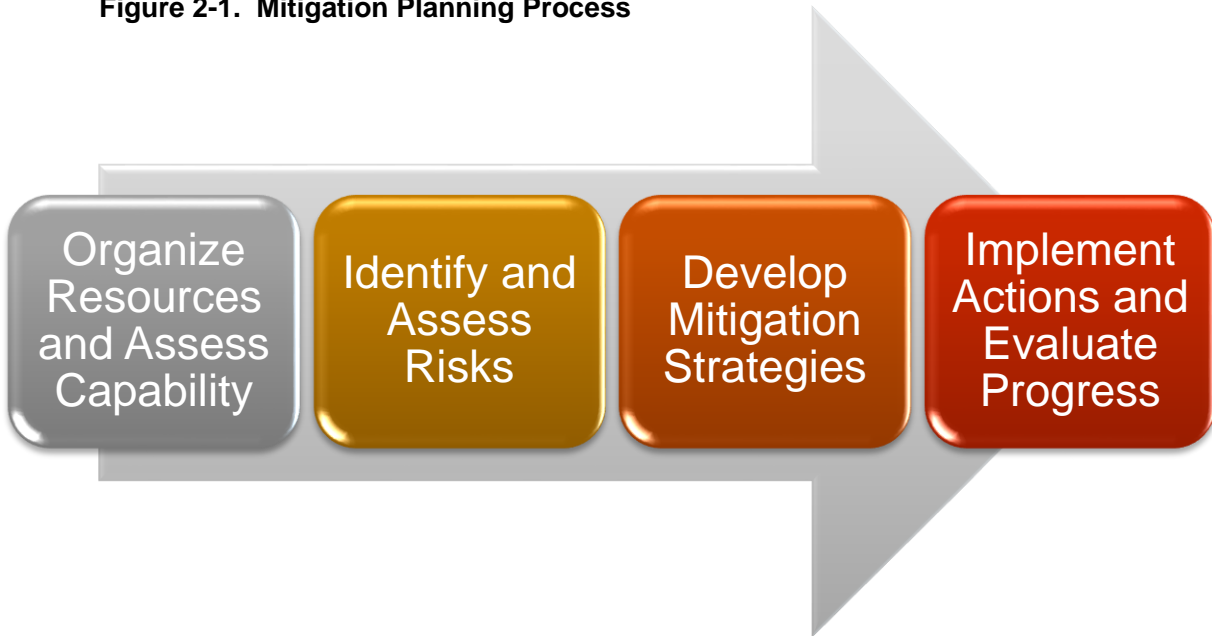 Figure 2-1. Mitigation Planning Process
Organize
Resources
and Assess
Capability
Identify and
Assess
Risks
Develop
Mitigation
Strategies
Implement
Actions and
Evaluate
Progress